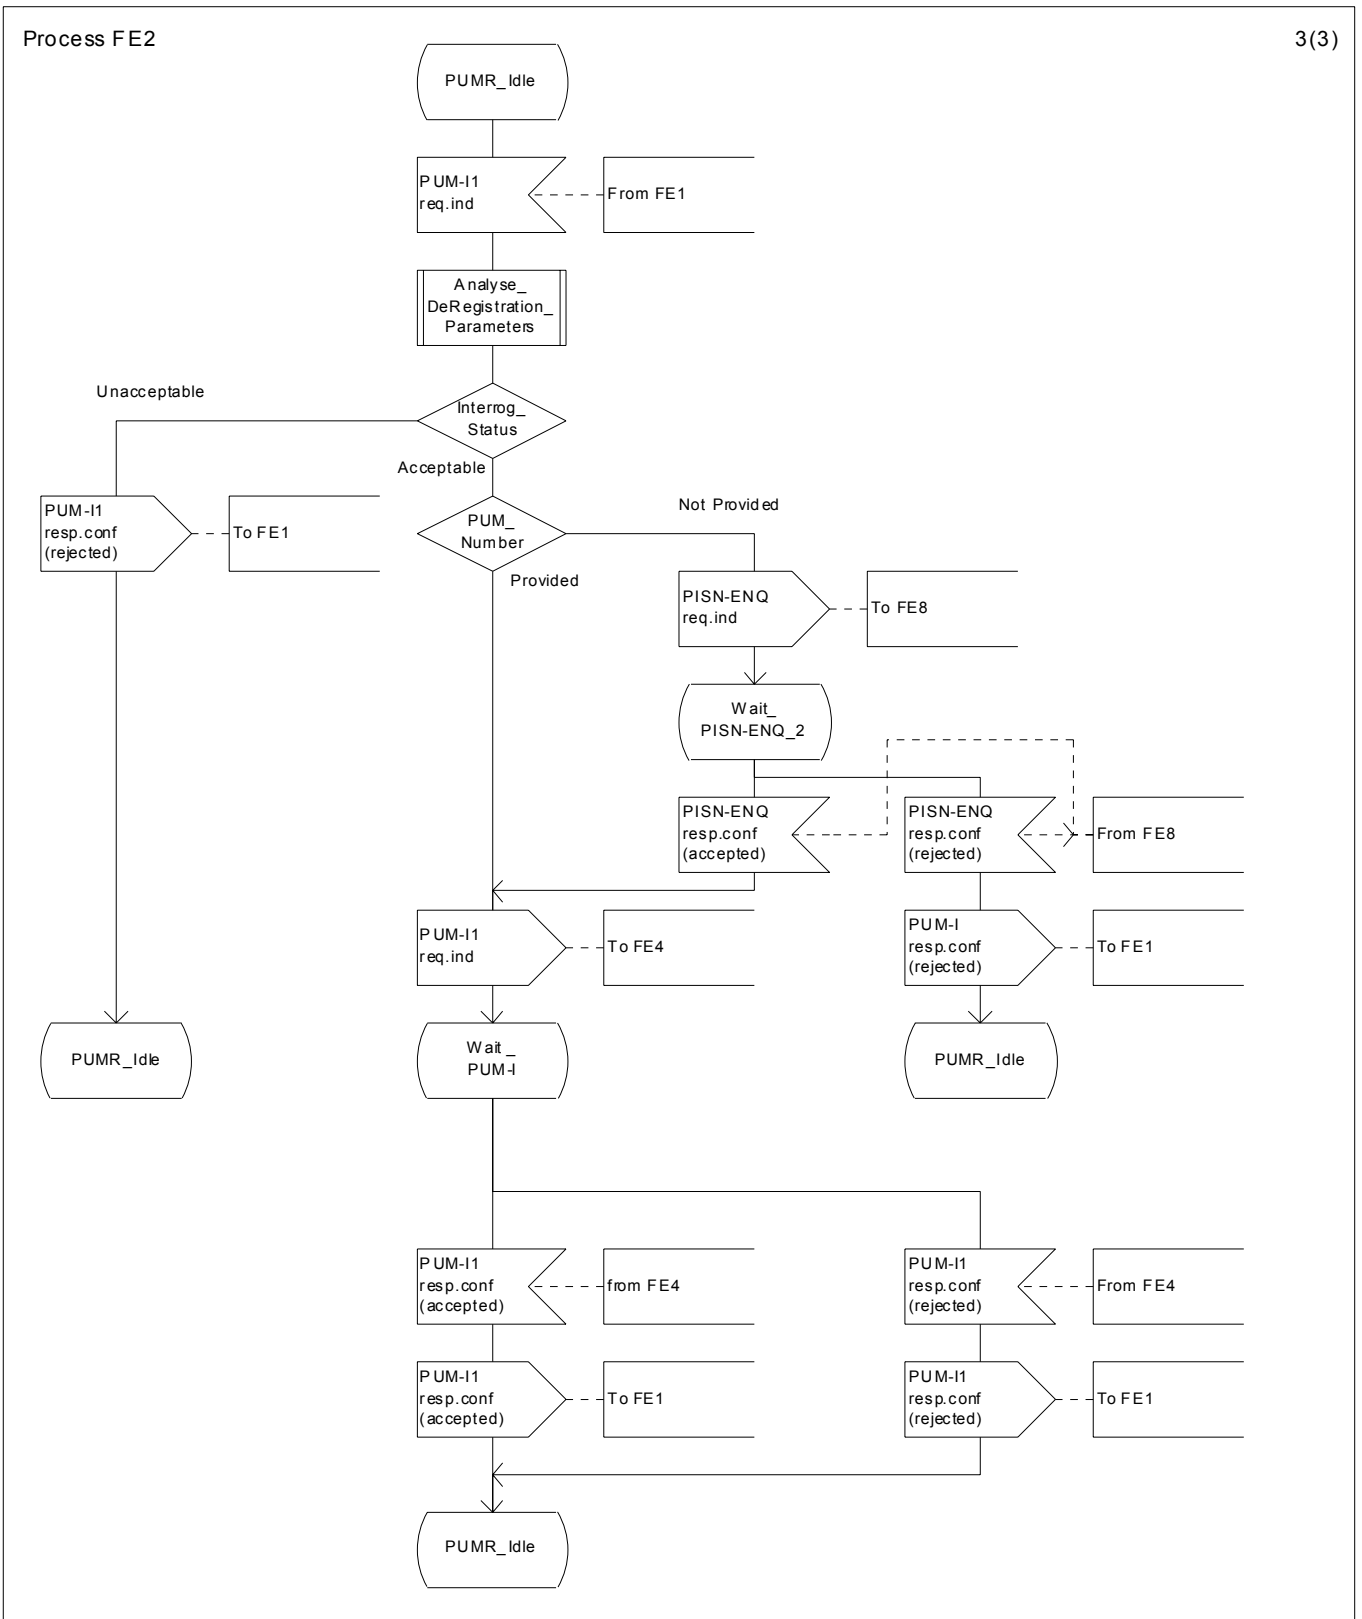 Process FE2
3(3)
PUMR_Idle
PUM-I1
req.ind
From FE1
Analyse_
DeRegistration_
Parameters
Unacceptable
Interrog_
Status
Acceptable
PUM-I1
resp.conf
(rejected)
To FE1
PUM_
Number
Not Provided
Provided
PISN-ENQ
req.ind
To FE8
Wait_
PISN-ENQ_2
PISN-ENQ
resp.conf
(accepted)
PISN-ENQ
resp.conf
(rejected)
From FE8
PUM-I1
req.ind
To FE4
PUM-I
resp.conf
(rejected)
To FE1
PUMR_Idle
Wait_
PUM-I
PUMR_Idle
PUM-I1
resp.conf
(accepted)
from FE4
PUM-I1
resp.conf
(rejected)
From FE4
PUM-I1
resp.conf
(accepted)
To FE1
PUM-I1
resp.conf
(rejected)
To FE1
PUMR_Idle